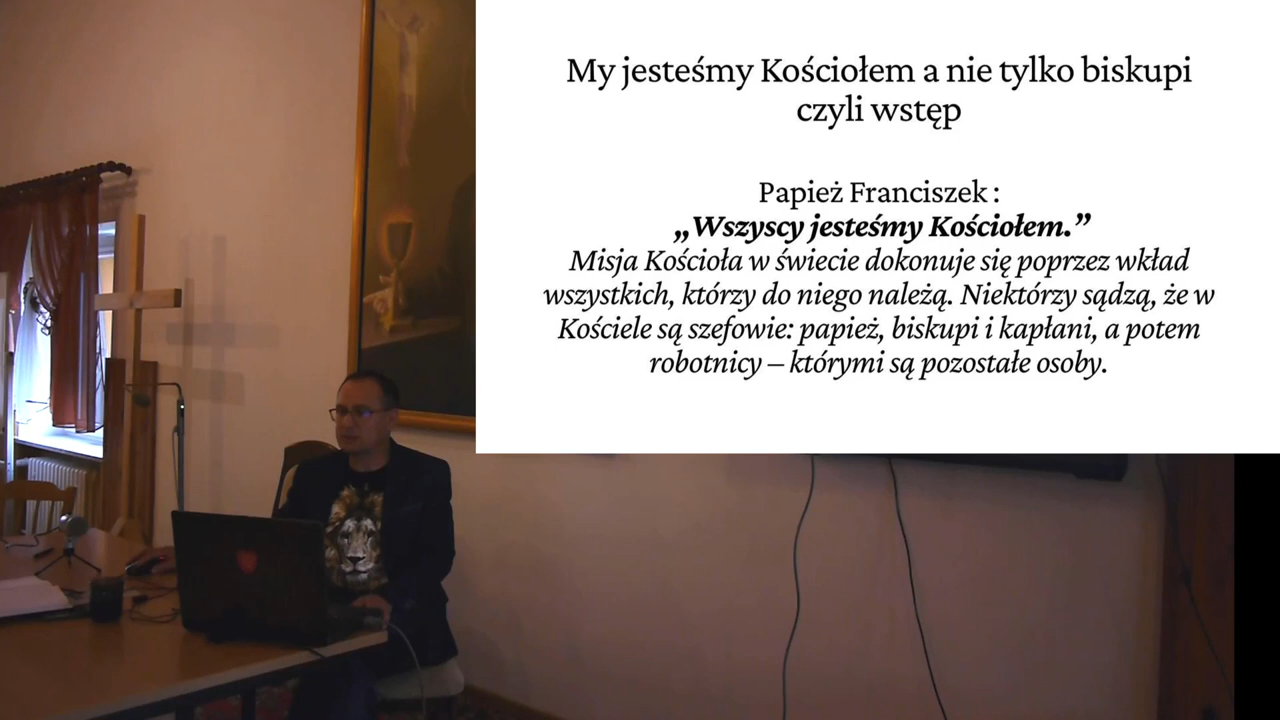 My jesteśmy Kościołem a nie tylko biskupi
czyli wstęp
Papież Franciszek :
„Wszyscy jesteśmy Kościołem.”
Misja Kościoła w świecie dokonuje się poprzez wkład
wszystkich, którzy do niego należą. Niektórzy sądzą, że w
Kościele są szefowie: papież, biskupi i kapłani, a potem
robotnicy – którymi są pozostałe osoby.